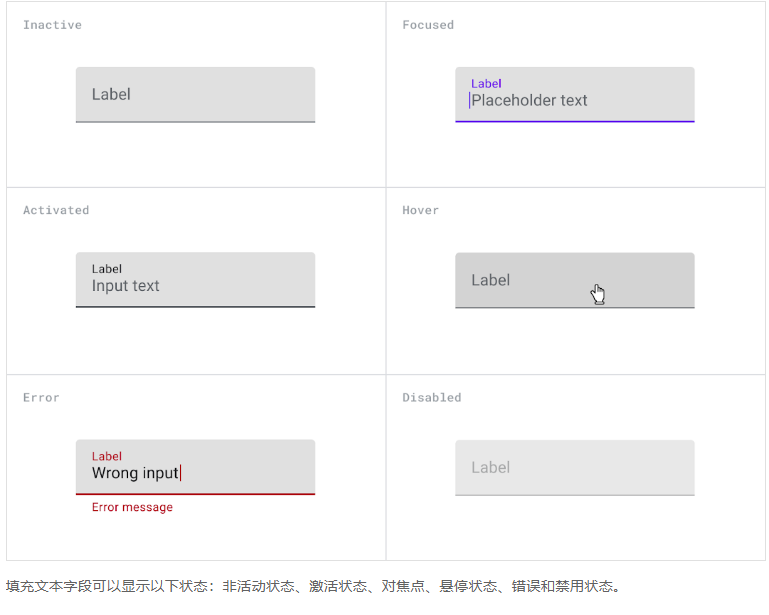 Inactive
Focused
Label
Label
Placeholder text
Activated
Hover
Label
Input text
Label
Error
Disabled
Label
Wrong input
Error message
Label
填充文本字段可以显示以下状态：非活动状态、激活状态、对焦点、悬停状态、错误和禁用状态。